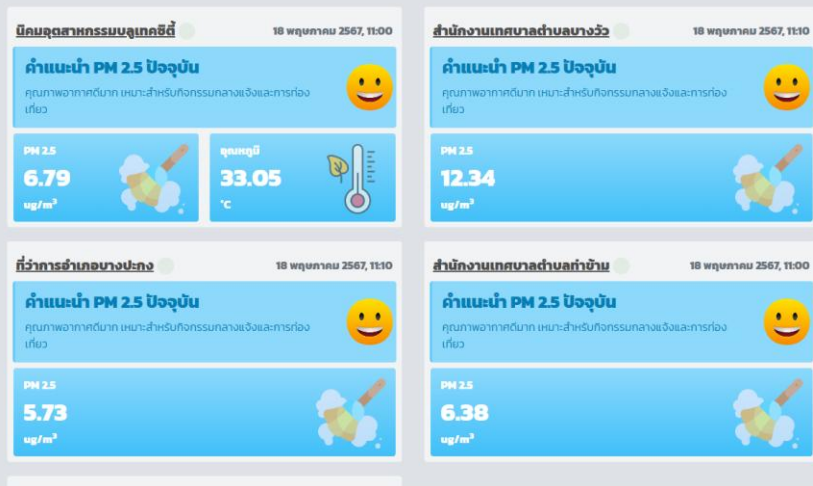 นิคมอุตสาหกรรมบลูเทคซิตี้
18 พฤษภาคม 2567, 11:00
คำแนะนำ PM 2.5 ปัจจุบัน
คุณภาพอากาศดีมาก เหมาะสำหรับกิจกรรมกลางแจ้งและการท่อง
เที่ยว
PM 2.5
6.79
ug/m³
อุณหภูมิ
33.05
°C
สำนักงานเทศบาลตำบลบางวัว
18 พฤษภาคม 2567, 11:10
คำแนะนำ PM 2.5 ปัจจุบัน
คุณภาพอากาศดีมาก เหมาะสำหรับกิจกรรมกลางแจ้งและการท่อง
เที่ยว
PM 2.5
12.34
ug/m³
ที่ว่าการอำเภอบางปะกง
18 พฤษภาคม 2567, 11:10
คำแนะนำ PM 2.5 ปัจจุบัน
คุณภาพอากาศดีมาก เหมาะสำหรับกิจกรรมกลางแจ้งและการท่อง
เที่ยว
PM 2.5
5.73
ug/m³
สำนักงานเทศบาลตำบลท่าข้าม
18 พฤษภาคม 2567, 11:00
คำแนะนำ PM 2.5 ปัจจุบัน
คุณภาพอากาศดีมาก เหมาะสำหรับกิจกรรมกลางแจ้งและการท่อง
เที่ยว
PM 2.5
6.38
ug/m³